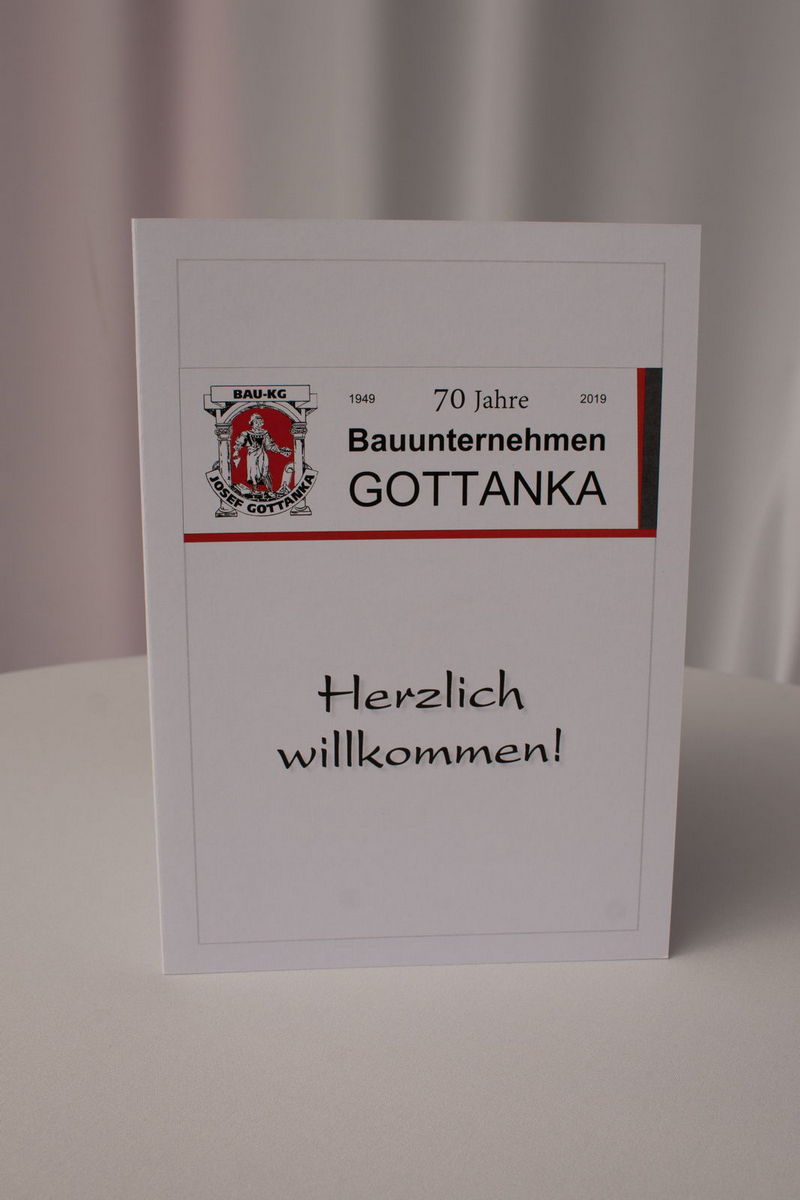 BAU-KG
JOSEF GOTTANKA
1949 70 Jahre 2019
Bauunternehmen
GOTTANKA
Herzlich
willkommen!